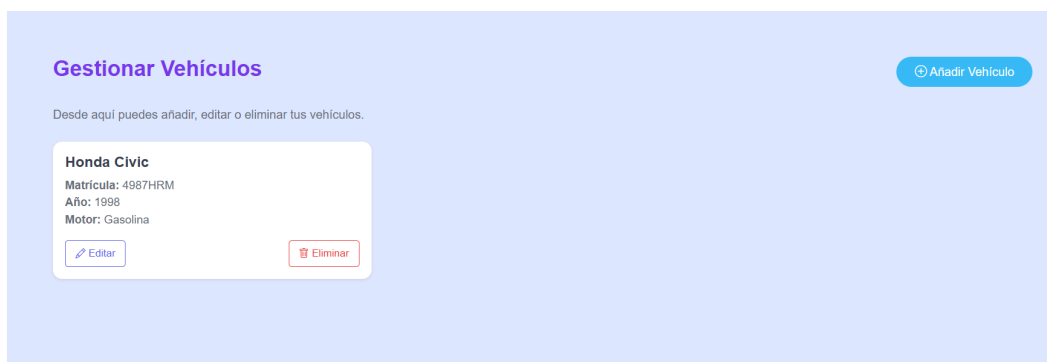 Gestionar Vehículos
Añadir Vehículo
Desde aquí puedes añadir, editar o eliminar tus vehículos.
Honda Civic
Matrícula: 4987HRM
Año: 1998
Motor: Gasolina
Editar
Eliminar